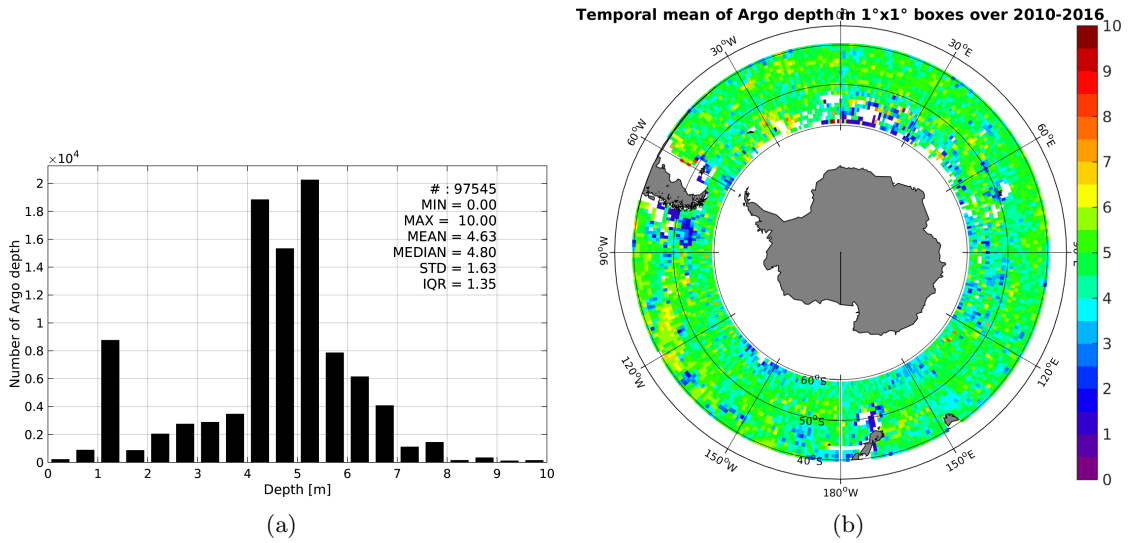 Temporal mean of Argo depth in 1°x1° boxes over 2010-2016
×10⁴
2
1.8
1.6
1.4
1.2
1
0.8
0.6
0.4
0.2
0
Number of Argo depth
# : 97545
MIN = 0.00
MAX = 10.00
MEAN = 4.63
MEDIAN = 4.80
STD = 1.63
IQR = 1.35
0 1 2 3 4 5 6 7 8 9 10
Depth [m]
(a)
30°W
30°E
60°W
60°E
90°W
120°W
120°E
150°W
150°E
180°W
60°S
50°S
40°S
10
9
8
7
6
5
4
3
2
1
0
(b)